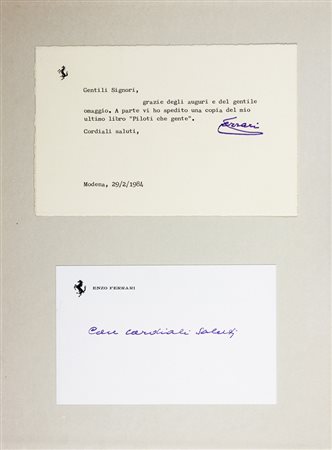 Gentili Signori,
grazie degli auguri e del gentile
omaggio. A parte vi ho spedito una copia del mio
ultimo libro "Piloti che gente".
Cordiali saluti,
Ferrari
Modena, 29/2/1984
ENZO FERRARI
Con cordiali saluti